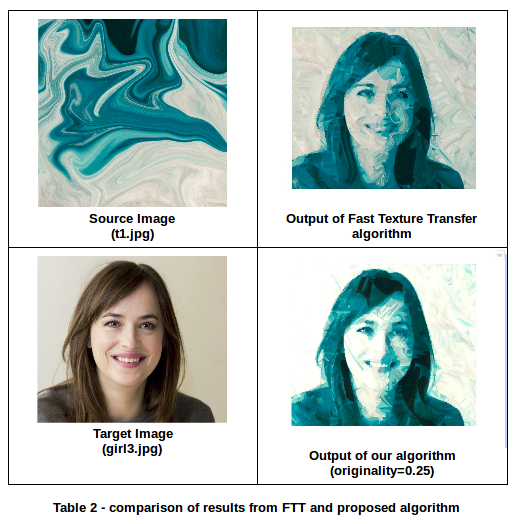 Source Image
(t1.jpg)
Output of Fast Texture Transfer
algorithm
Target Image
(girl3.jpg)
Output of our algorithm
(originality=0.25)
Table 2 - comparison of results from FTT and proposed algorithm